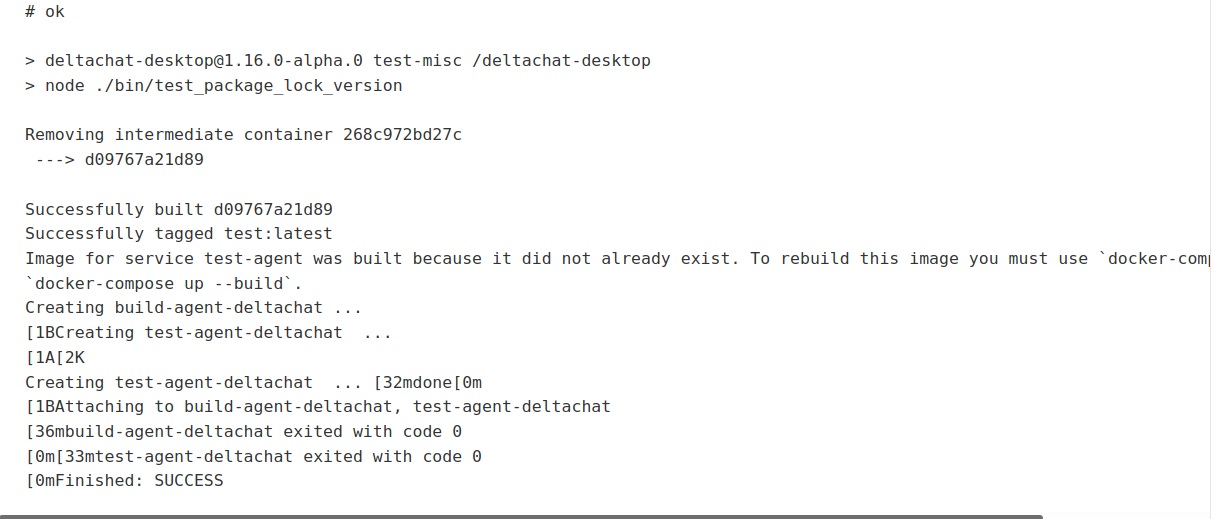 # ok
> deltachat-desktop@1.16.0-alpha.0 test-misc /deltachat-desktop
> node ./bin/test_package_lock_version
Removing intermediate container 268c972bd27c
 ---> d09767a21d89
Successfully built d09767a21d89
Successfully tagged test:latest
Image for service test-agent was built because it did not already exist. To rebuild this image you must use `docker-comp
`docker-compose up --build`.
Creating build-agent-deltachat ...
[1BCreating test-agent-deltachat  ...
[1A[2K
Creating test-agent-deltachat  ... [32mdone[0m
[1BAttaching to build-agent-deltachat, test-agent-deltachat
[36mbuild-agent-deltachat exited with code 0
[0m[33mtest-agent-deltachat exited with code 0
[0mFinished: SUCCESS